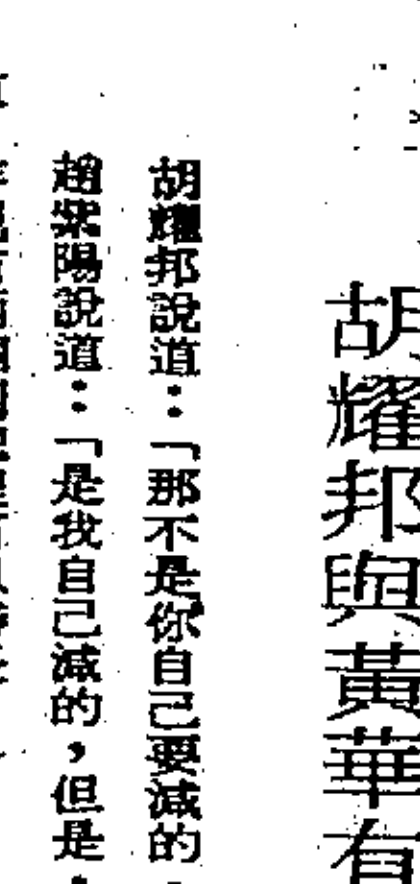 胡耀邦與黃華有
胡耀邦說道：「那不是你自己要減的，
趙紫陽說道：「是我自己減的，但是，